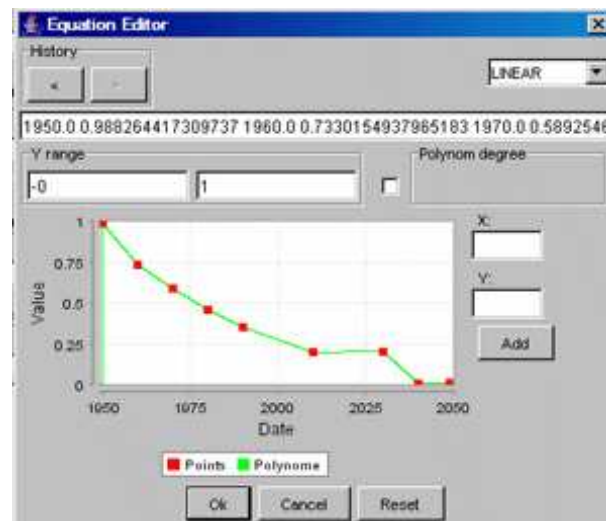 Equation Editor
History
LINEAR
1950.0 0.988264417309737 1960.0 0.7330154937965183 1970.0 0.5892546
Y range
Polynom degree
-0
1
X:
Y:
Add
1
0.75
0.5
0.25
0
Value
1950
1975
2000
2025
2050
Date
Points
Polynome
Ok
Cancel
Reset